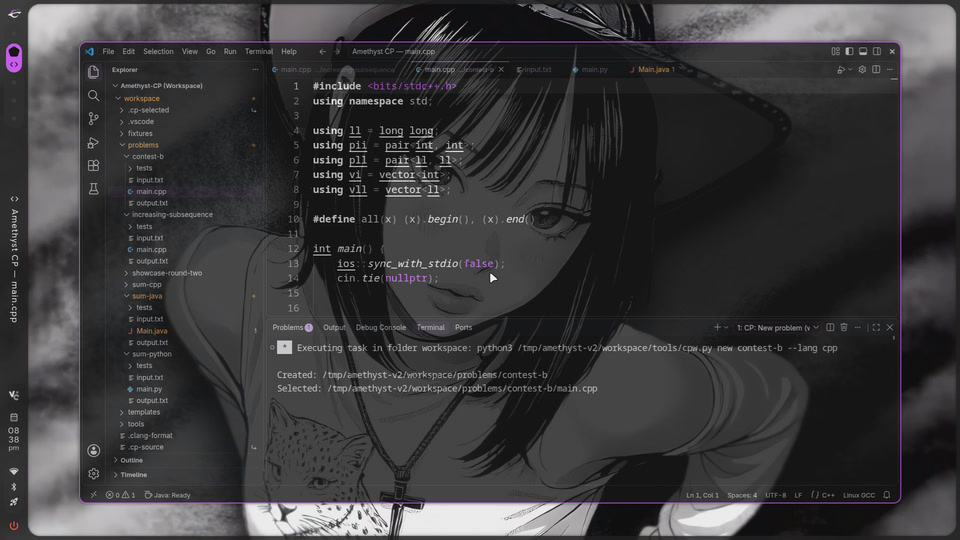 File Edit Selection View Go Run Terminal Help
Amethyst CP — main.cpp
Explorer
main.cpp
main.cpp
input.txt
main.py
Main.java 1
Amethyst-CP (Workspace)
workspace
.cp-selected
.vscode
fixtures
problems
contest-b
tests
input.txt
main.cpp
output.txt
increasing-subsequence
tests
input.txt
main.cpp
output.txt
showcase-round-two
sum-cpp
sum-java
tests
input.txt
Main.java
1
output.txt
sum-python
tests
input.txt
main.py
output.txt
templates
tools
.clang-format
.cp-source
Outline
Timeline
1 #include <bits/stdc++.h>
2 using namespace std;
3
4 using ll = long long;
5 using pii = pair<int, int>;
6 using pll = pair<ll, ll>;
7 using vi = vector<int>;
8 using vll = vector<ll>;
9
10 #define all(x) (x).begin(), (x).end()
11
12 int main() {
13 ios::sync_with_stdio(false);
14 cin.tie(nullptr);
15
16
Problems 1 Output Debug Console Terminal Ports
1: CP: New problem (v
* Executing task in folder workspace: python3 /tmp/amethyst-v2/workspace/tools/cpw.py new contest-b --lang cpp
Created: /tmp/amethyst-v2/workspace/problems/contest-b
Selected: /tmp/amethyst-v2/workspace/problems/contest-b/main.cpp
0 1 Java: Ready
Ln 1, Col 1 Spaces: 4 UTF-8 LF C++ Linux GCC
Amethyst CP — main.cpp
08
38
pm